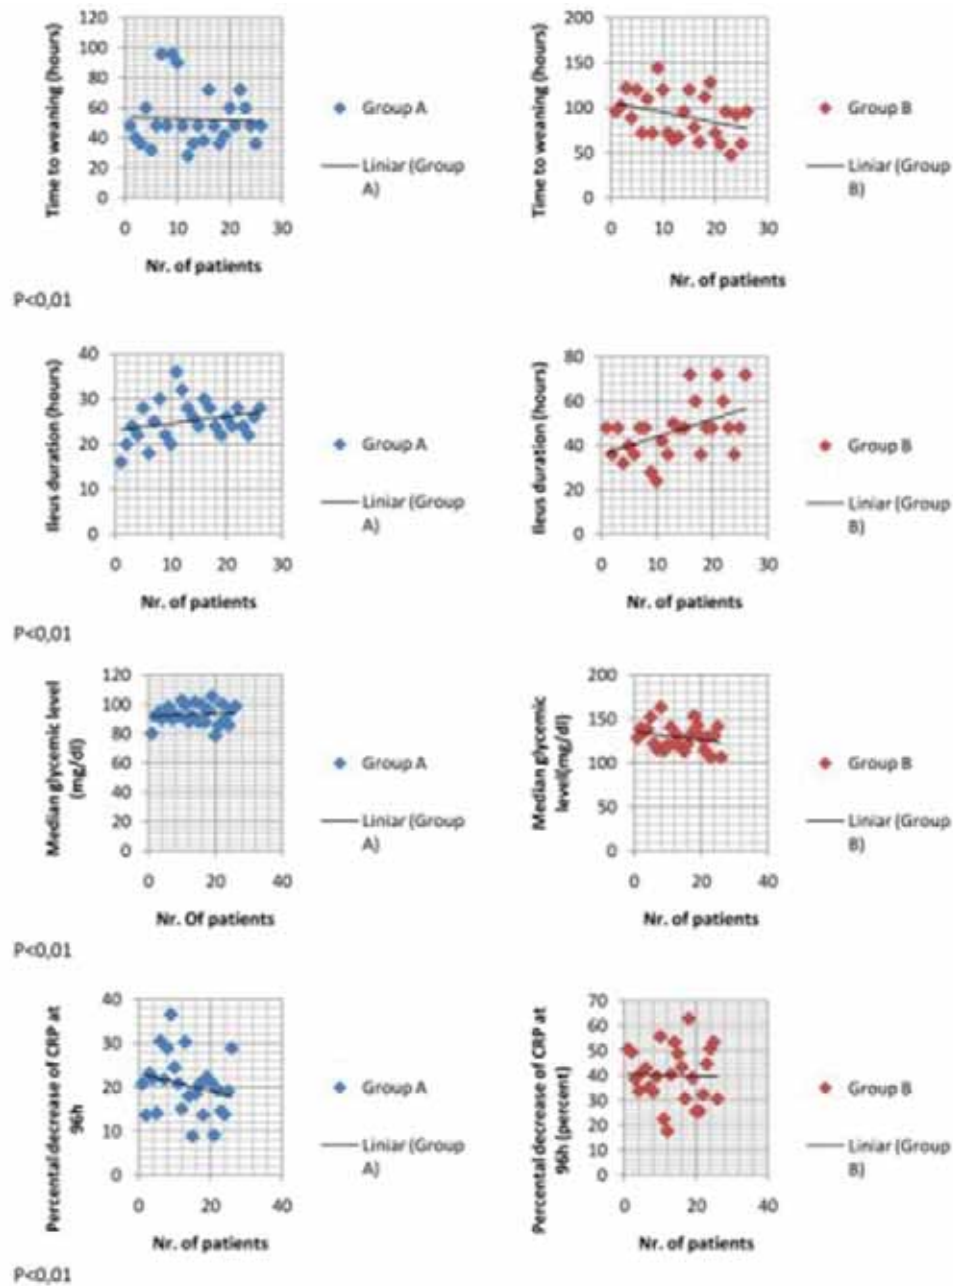 Time to weaning (hours)
120
100
80
60
40
20
0
0 10 20 30
Nr. of patients
Group A
Liniar (Group
A)
Time to weaning (hours)
200
150
100
50
0
0 10 20 30
Nr. of patients
Group B
Liniar (Group
B)
P<0,01
Ileus duration (hours)
40
30
20
10
0
0 10 20 30
Nr. of patients
Group A
Liniar (Group
A)
Ileus duration (hours)
80
60
40
20
0
0 10 20 30
Nr. of patients
Group B
Liniar (Group
B)
P<0,01
Median glycemic level
(mg/dl)
120
100
80
60
40
20
0
0 20 40
Nr. Of patients
Group A
Liniar (Group
A)
Median glycemic
level(mg/dl)
200
150
100
50
0
0 20 40
Nr. of patients
Group B
Liniar (Group
B)
P<0,01
Percental decrease of CRP at
96h
40
30
20
10
0
0 20 40
Nr. of patients
Group A
Liniar (Group
A)
Percental decrease of CRP at
96h (percent)
70
60
50
40
30
20
10
0
0 20 40
Nr. of patients
Group B
Liniar (Group
B)
P<0,01